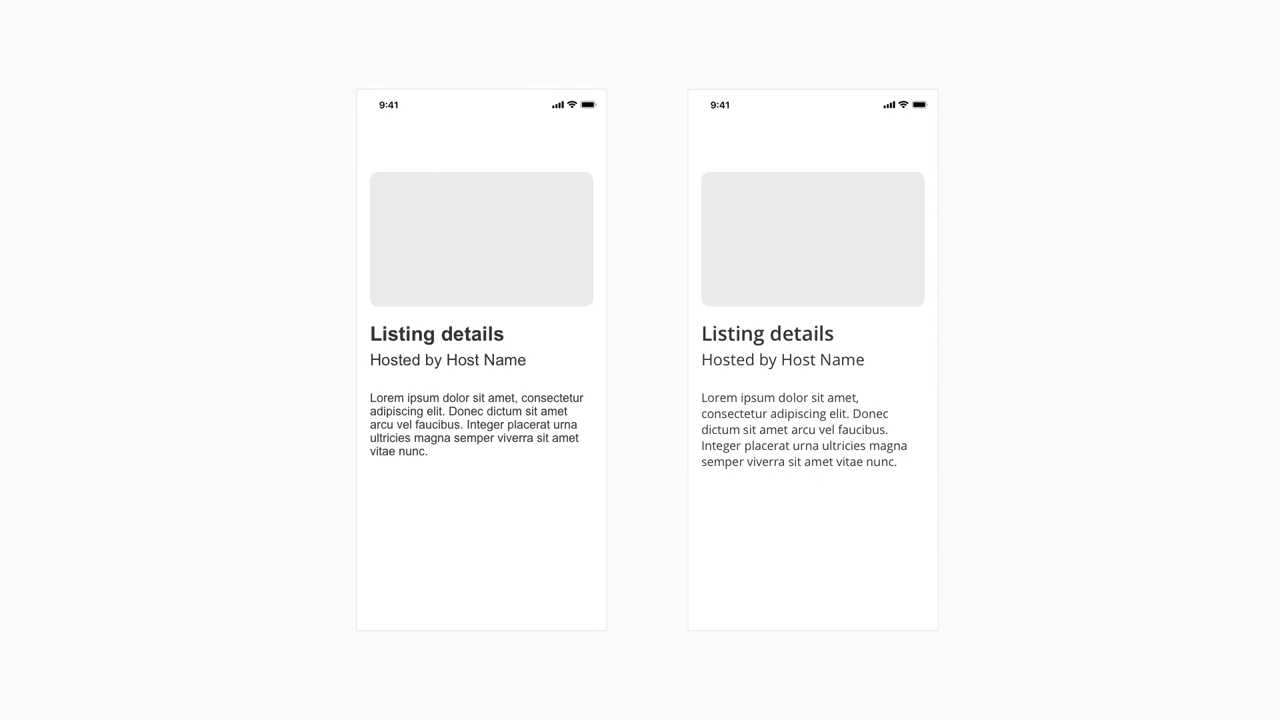 9:41
Listing details
Hosted by Host Name
Lorem ipsum dolor sit amet, consectetur
adipiscing elit. Donec dictum sit amet
arcu vel faucibus. Integer placerat urna
ultricies magna semper viverra sit amet
vitae nunc.
9:41
Listing details
Hosted by Host Name
Lorem ipsum dolor sit amet,
consectetur adipiscing elit. Donec
dictum sit amet arcu vel faucibus.
Integer placerat urna ultricies magna
semper viverra sit amet vitae nunc.